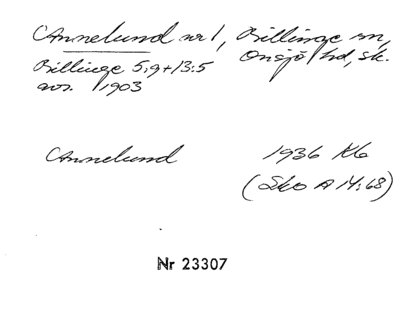 Annelund nr 1, Billinge sn,
Onsjö hd, Sk.
Billinge 5:9+13:5
avs. 1903
Annelund 1936 Kb
(Sko A 14:68)
Nr 23307